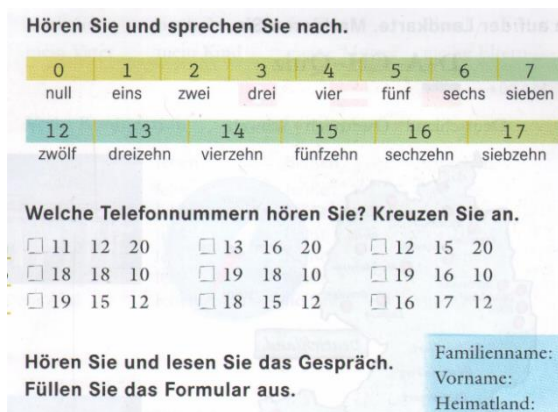 Hören Sie und sprechen Sie nach.
0 1 2 3 4 5 6 7
null eins zwei drei vier fünf sechs sieben
12 13 14 15 16 17
zwölf dreizehn vierzehn fünfzehn sechzehn siebzehn
Welche Telefonnummern hören Sie? Kreuzen Sie an.
11 12 20 13 16 20 12 15 20
18 18 10 19 18 10 19 16 10
19 15 12 18 15 12 16 17 12
Hören Sie und lesen Sie das Gespräch.
Füllen Sie das Formular aus.
Familienname:
Vorname:
Heimatland: